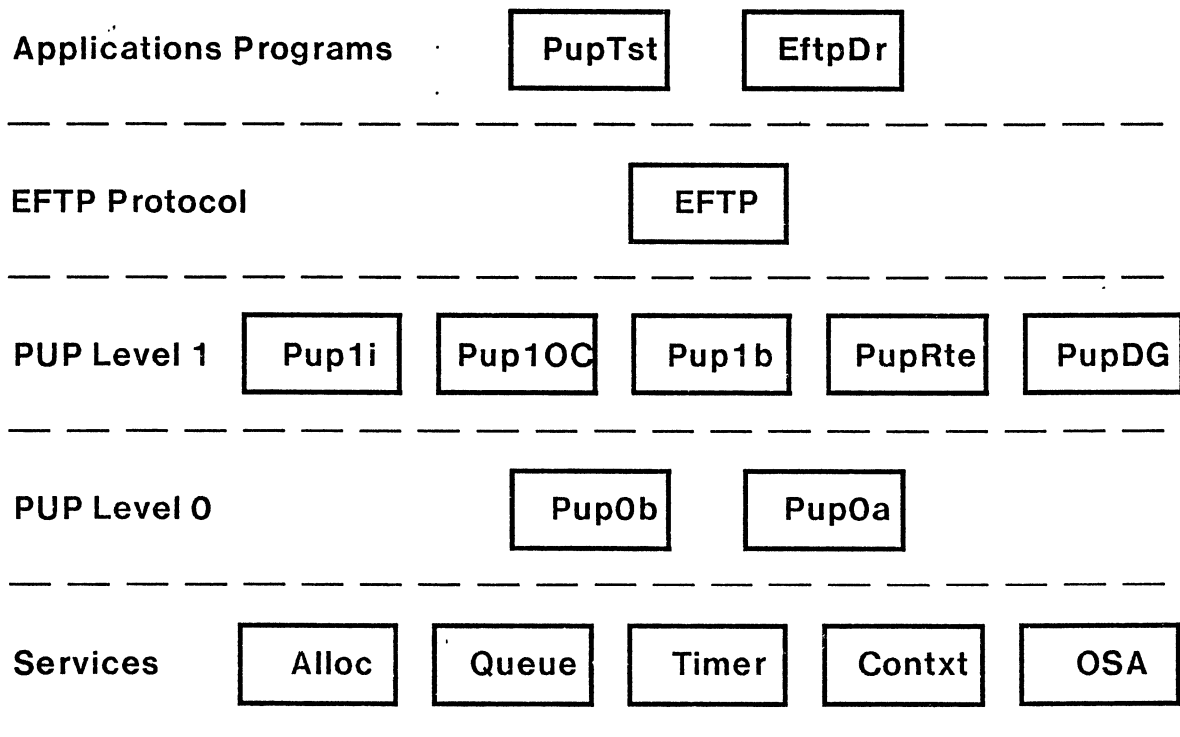 Applications Programs PupTst EftpDr
EFTP Protocol EFTP
PUP Level 1 Pup1i Pup1OC Pup1b PupRte PupDG
PUP Level 0 Pup0b Pup0a
Services Alloc Queue Timer Contxt OSA